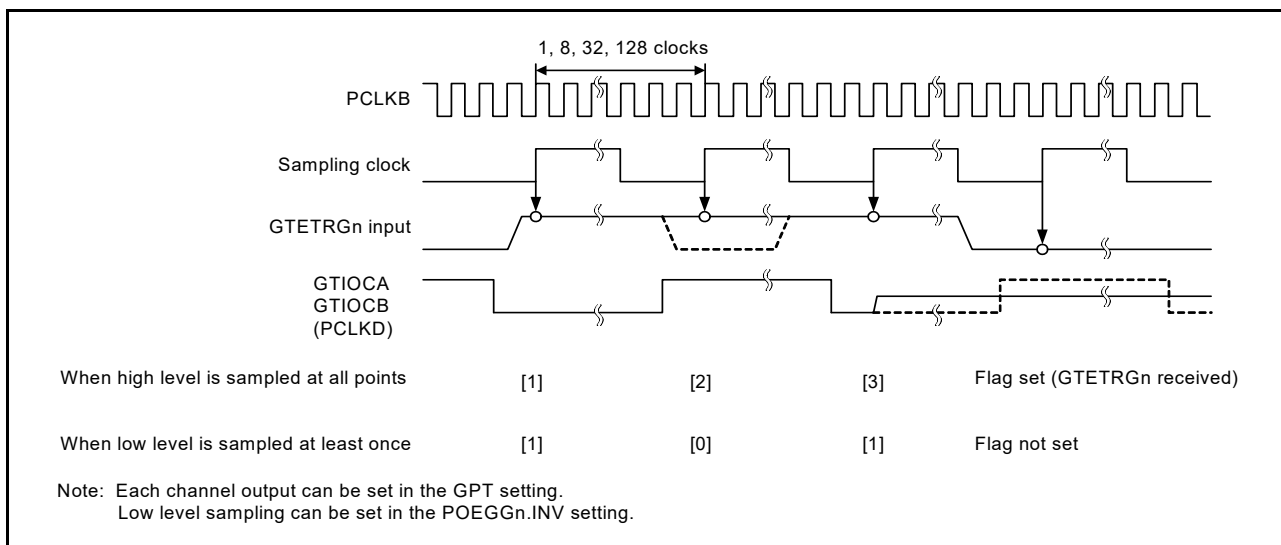 1, 8, 32, 128 clocks
PCLKB
Sampling clock
GTETRGn input
GTIOCA
GTIOCB
(PCLKD)
When high level is sampled at all points [1] [2] [3] Flag set (GTETRGn received)
When low level is sampled at least once [1] [0] [1] Flag not set
Note: Each channel output can be set in the GPT setting.
Low level sampling can be set in the POEGGn.INV setting.